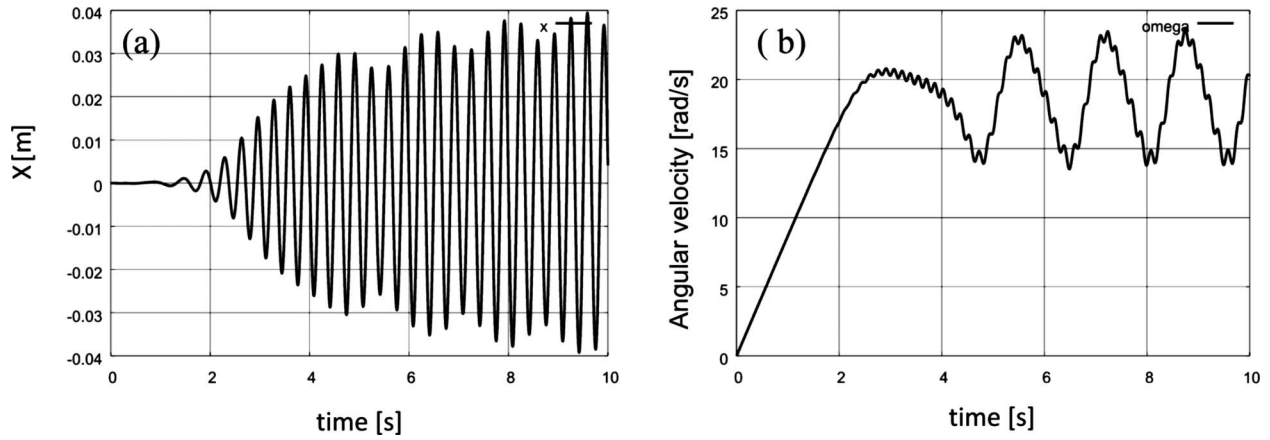 (a)
x
0.04
0.03
0.02
0.01
0
-0.01
-0.02
-0.03
-0.04
X [m]
0 2 4 6 8 10
time [s]
( b)
omega
25
20
15
10
5
0
Angular velocity [rad/s]
0 2 4 6 8 10
time [s]